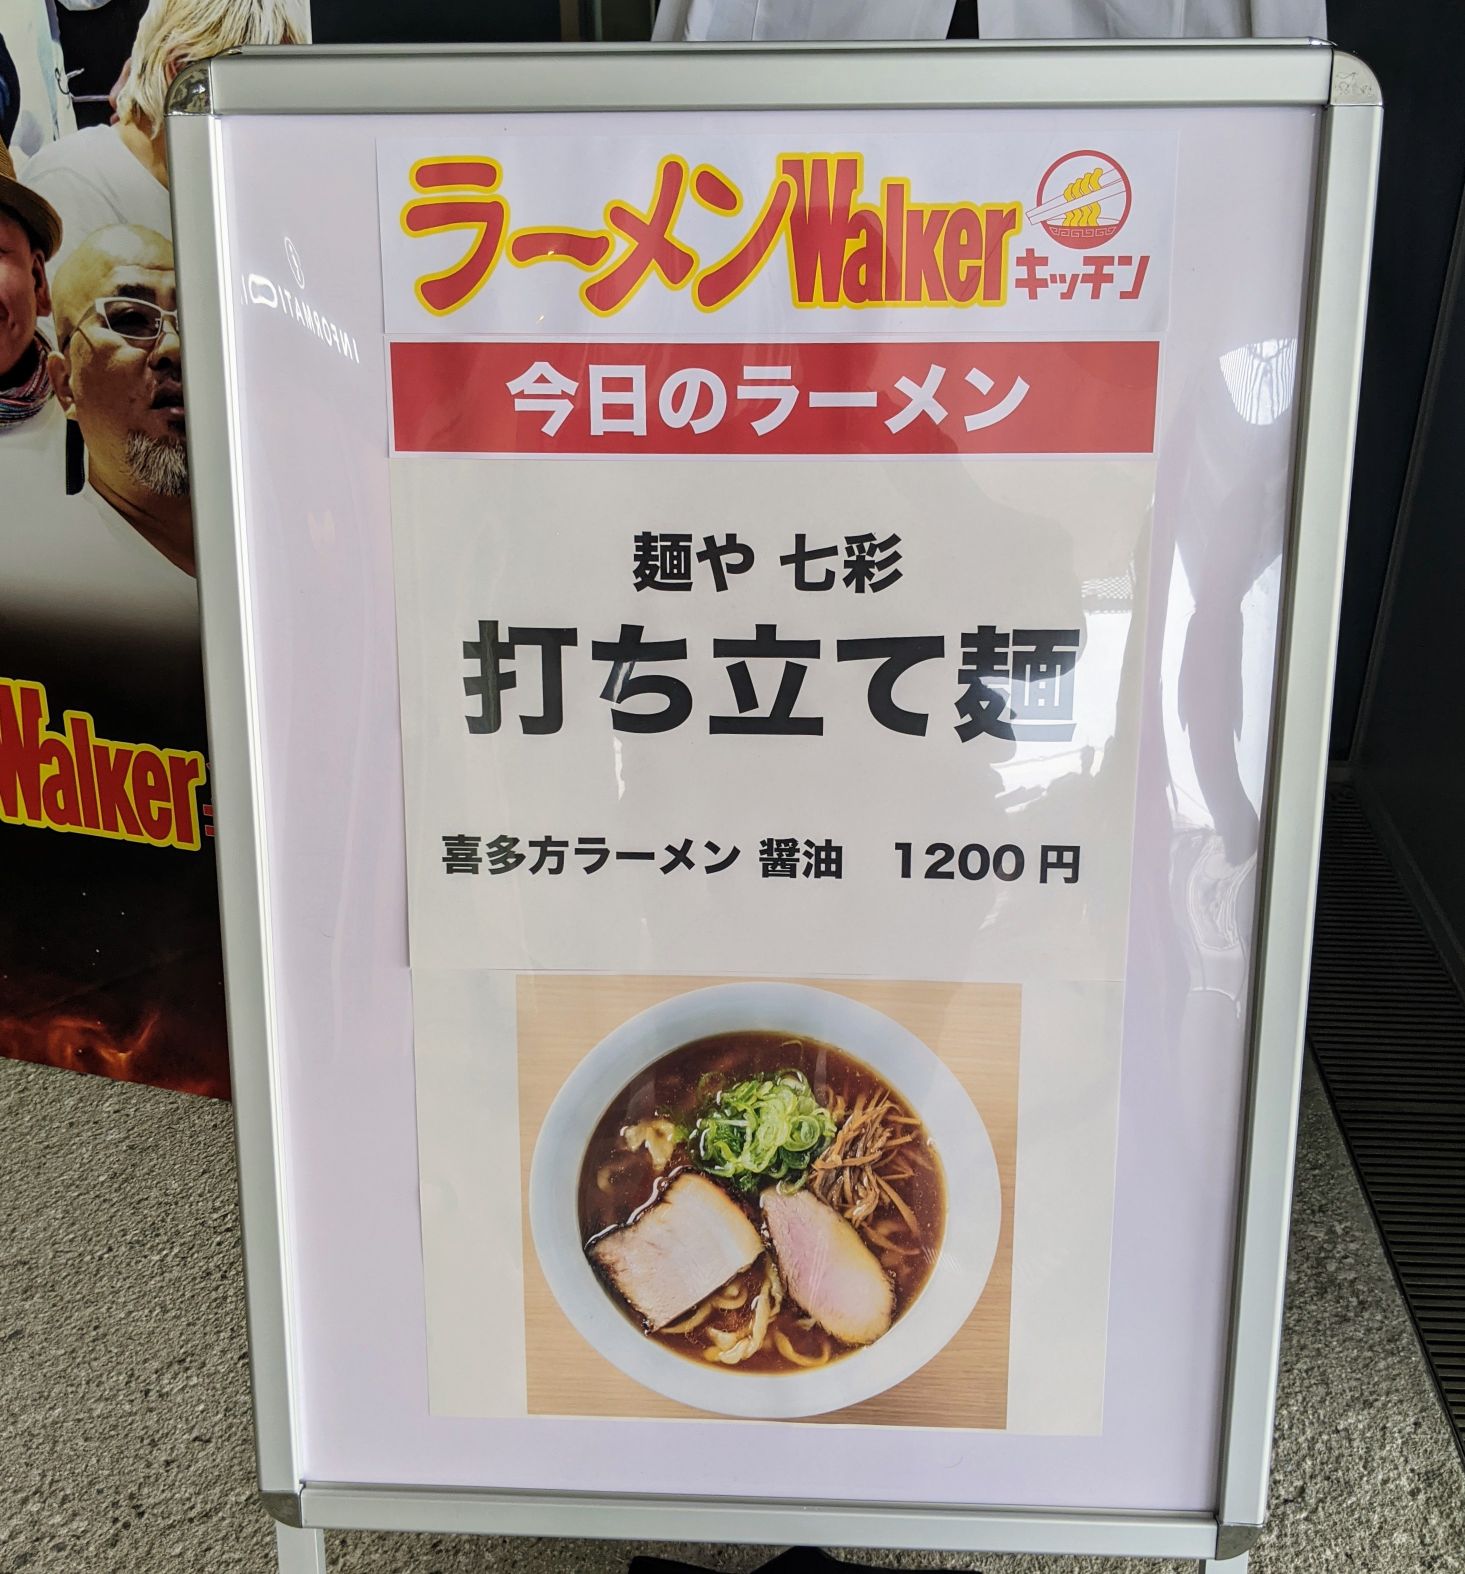 ラーメンWalker
キッチン
今日のラーメン
麺や 七彩
打ち立て麺
喜多方ラーメン 醤油 1200円
Walker
INFORMATION